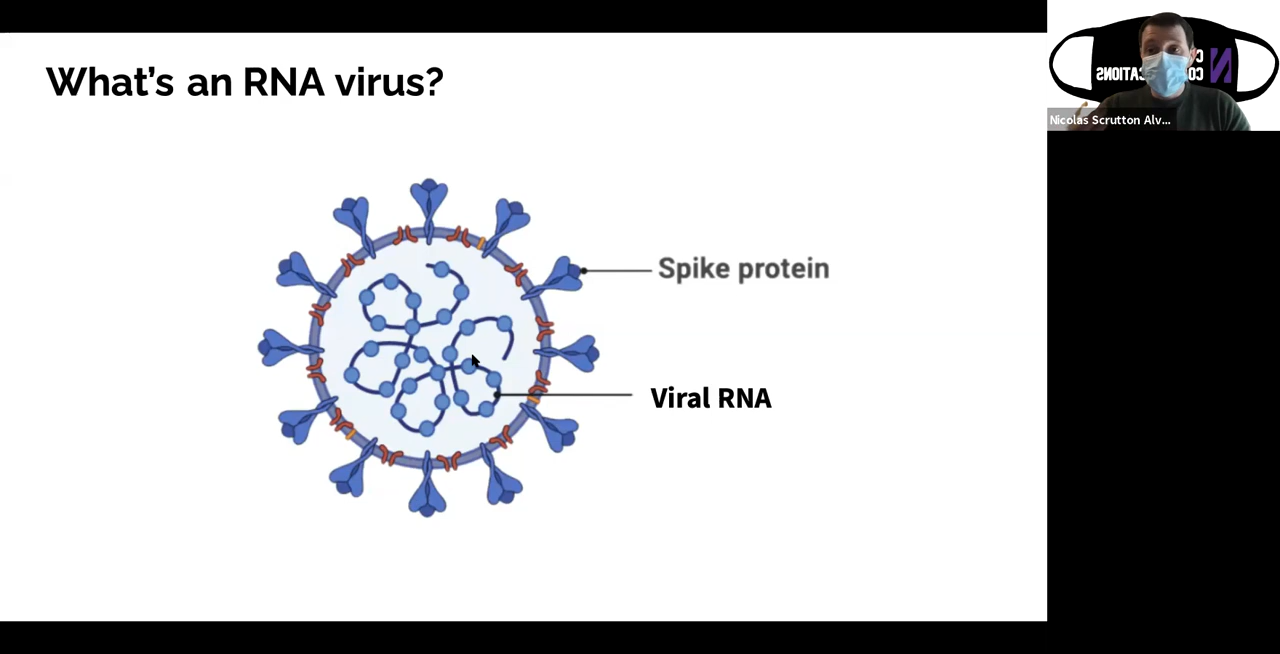 What's an RNA virus?
Spike protein
Viral RNA
Nicolas Scrutton Alv...